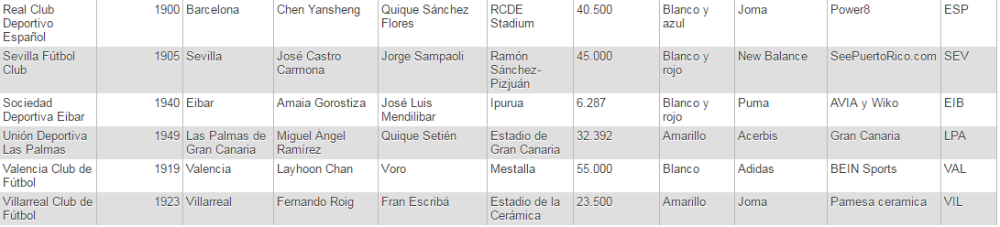 Real Club Deportivo Español 1900 Barcelona Chen Yansheng Quique Sánchez Flores RCDE Stadium 40.500 Blanco y azul Joma Power8 ESP
Sevilla Fútbol Club 1905 Sevilla José Castro Carmona Jorge Sampaoli Ramón Sánchez-Pizjuán 45.000 Blanco y rojo New Balance SeePuertoRico.com SEV
Sociedad Deportiva Eibar 1940 Eibar Amaia Gorostiza José Luis Mendilibar Ipurua 6.287 Blanco y rojo Puma AVIA y Wiko EIB
Unión Deportiva Las Palmas 1949 Las Palmas de Gran Canaria Miguel Ángel Ramírez Quique Setién Estadio de Gran Canaria 32.392 Amarillo Acerbis Gran Canaria LPA
Valencia Club de Fútbol 1919 Valencia Layhoon Chan Voro Mestalla 55.000 Blanco Adidas BEIN Sports VAL
Villarreal Club de Fútbol 1923 Villarreal Fernando Roig Fran Escribá Estadio de la Cerámica 23.500 Amarillo Joma Pamesa ceramica VIL